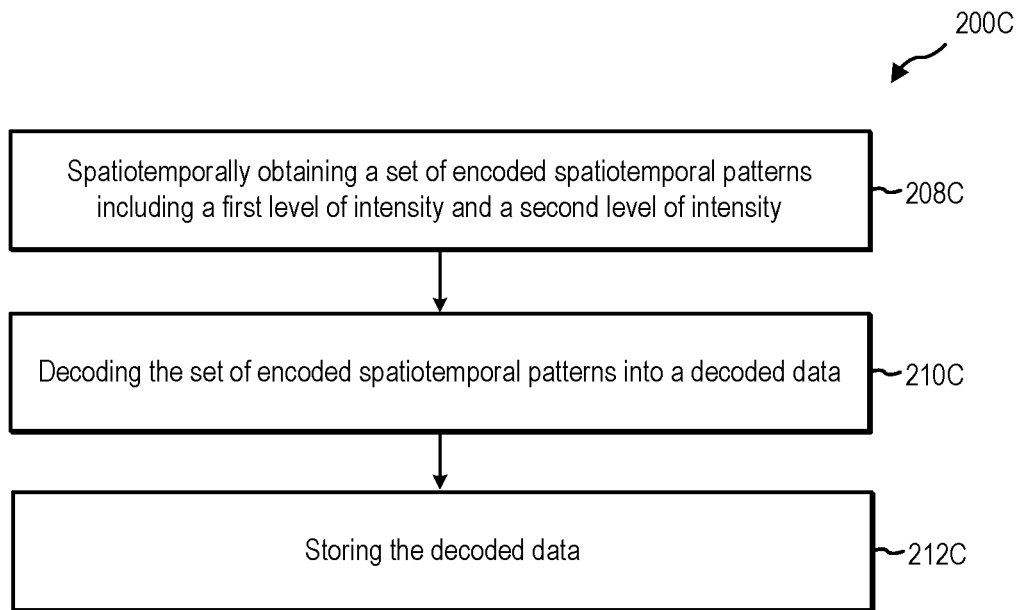 200C
Spatiotemporally obtaining a set of encoded spatiotemporal patterns
including a first level of intensity and a second level of intensity
208C
Decoding the set of encoded spatiotemporal patterns into a decoded data
210C
Storing the decoded data
212C